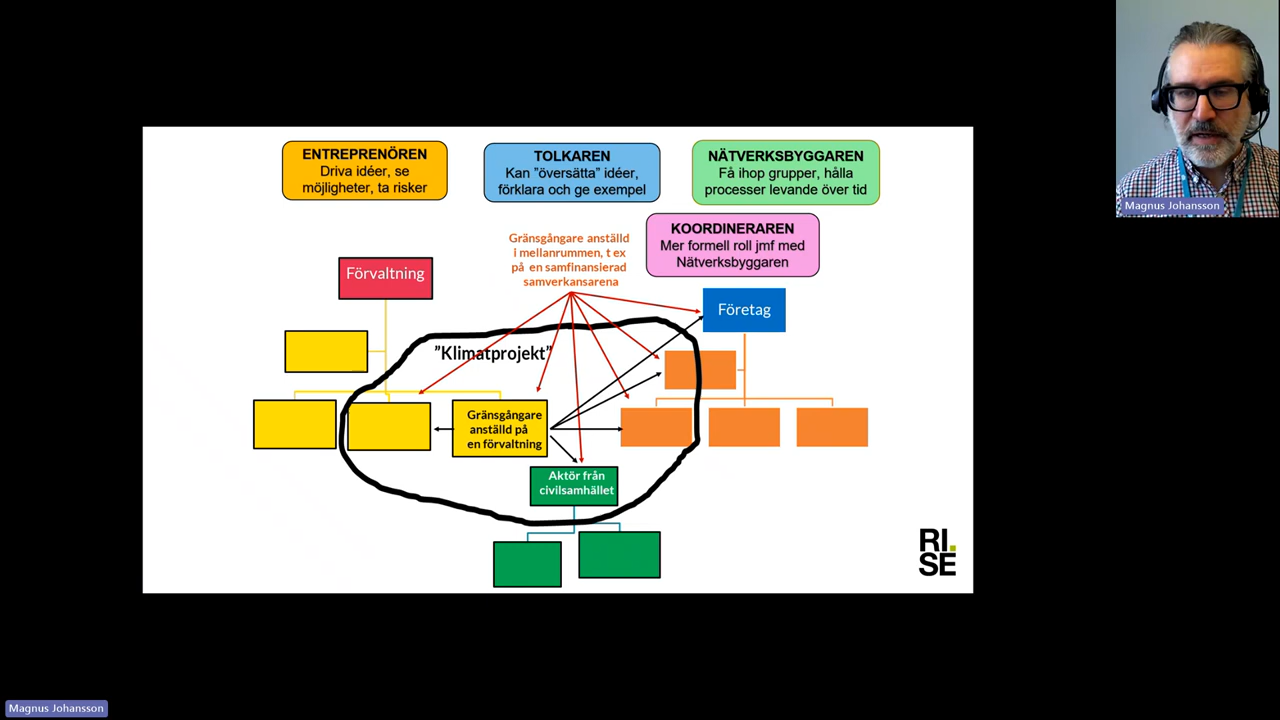 ENTREPRENÖREN
Driva idéer, se
möjligheter, ta risker
TOLKAREN
Kan ”översätta” idéer,
förklara och ge exempel
NÄTVERKSBYGGAREN
Få ihop grupper, hålla
processer levande över tid
Magnus Johansson
KOORDINERAREN
Mer formell roll jmf med
Nätverksbyggaren
Gränsgångare anställd
i mellanrummen, t ex
på en samfinansierad
samverkansarena
Förvaltning
Företag
”Klimatprojekt”
Gränsgångare
anställd på
en förvaltning
Aktör från
civilsamhället
RI.
SE
Magnus Johansson